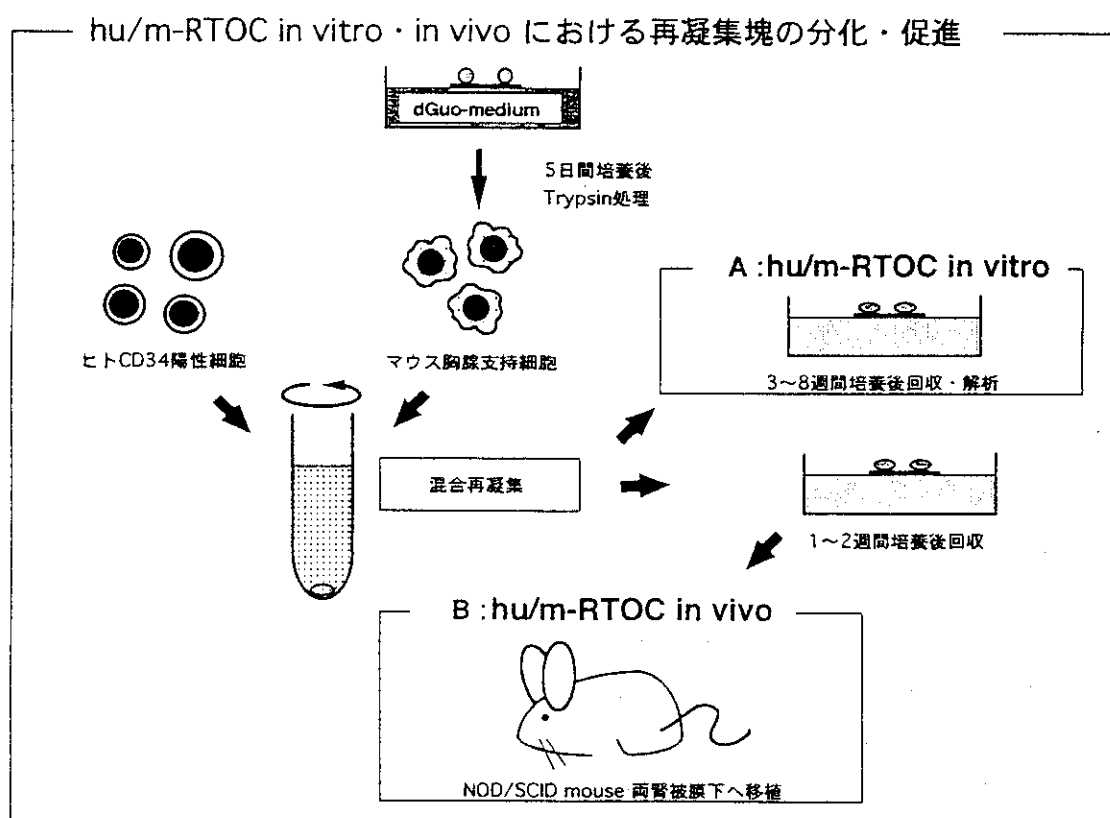 hu/m-RTOC in vitro・in vivo における再凝集塊の分化・促進
dGuo-medium
5日間培養後
Trypsin処理
ヒトCD34陽性細胞
マウス胸腺支持細胞
A :hu/m-RTOC in vitro
3〜8週間培養後回収・解析
混合再凝集
1〜2週間培養後回収
B :hu/m-RTOC in vivo
NOD/SCID mouse 両腎被膜下へ移植